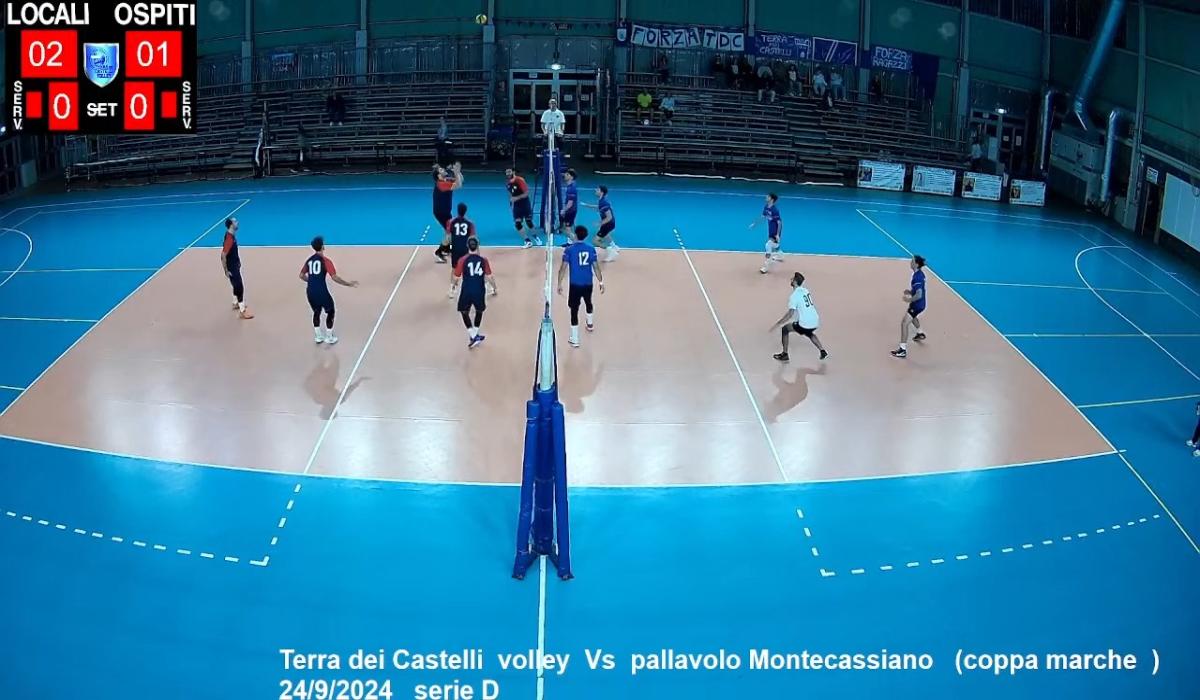 LOCALI OSPITI
02 01
SERV. 0 SET 0 SERV.
FORZA TDC
TERRA
CASTELLI
FORZA
RAGAZZI
13
10
14
12
Terra dei Castelli volley Vs pallavolo Montecassiano (coppa marche )
24/9/2024 serie D